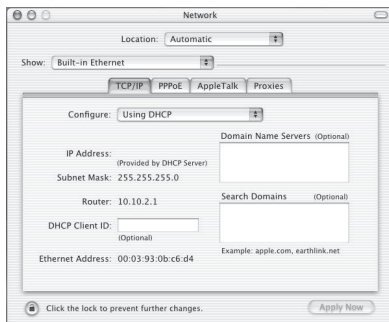 Network
Location: Automatic
Show: Built-in Ethernet
TCP/IP PPPoE AppleTalk Proxies
Configure: Using DHCP
Domain Name Servers (Optional)
IP Address:
(Provided by DHCP Server)
Subnet Mask: 255.255.255.0
Router: 10.10.2.1
Search Domains (Optional)
DHCP Client ID:
(Optional)
Example: apple.com, earthlink.net
Ethernet Address: 00:03:93:0b:c6:d4
Click the lock to prevent further changes.
Apply Now